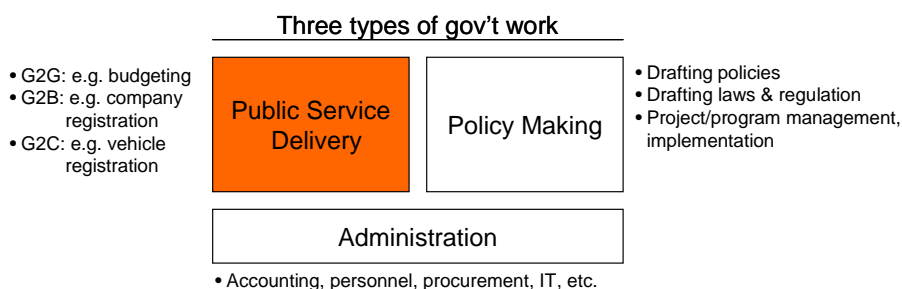 Three types of gov't work
• G2G: e.g. budgeting
• G2B: e.g. company
registration
• G2C: e.g. vehicle
registration
Public Service
Delivery
Policy Making
• Drafting policies
• Drafting laws & regulation
• Project/program management,
implementation
Administration
• Accounting, personnel, procurement, IT, etc.